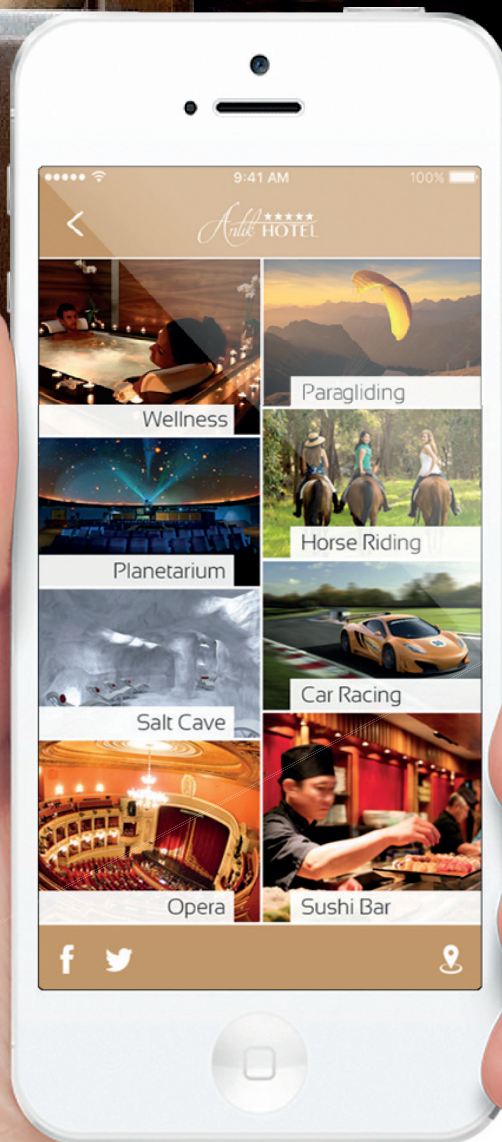 9:41 AM
100%
Antik HOTEL
Wellness
Paragliding
Planetarium
Horse Riding
Salt Cave
Car Racing
Opera
Sushi Bar